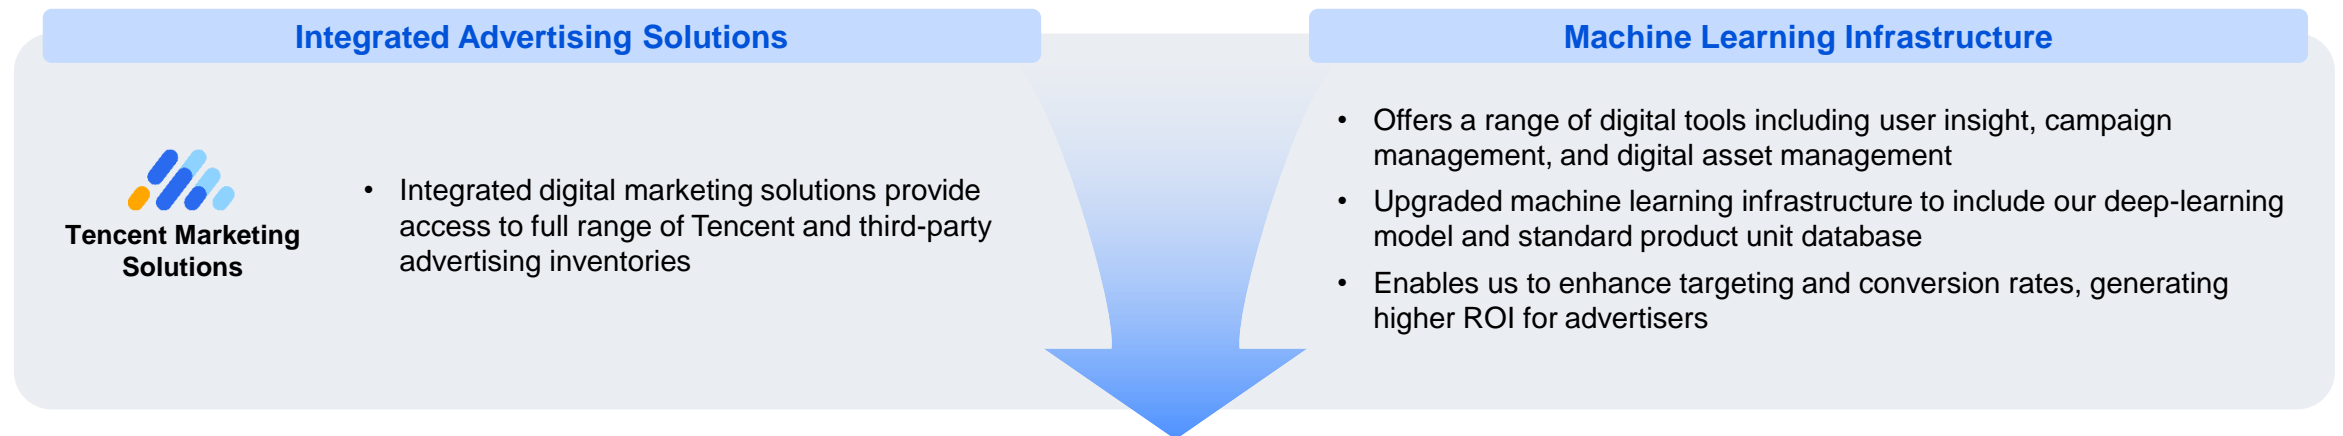 Integrated Advertising Solutions
Tencent Marketing
Solutions
• Integrated digital marketing solutions provide
access to full range of Tencent and third-party
advertising inventories
Machine Learning Infrastructure
• Offers a range of digital tools including user insight, campaign
management, and digital asset management
• Upgraded machine learning infrastructure to include our deep-learning
model and standard product unit database
• Enables us to enhance targeting and conversion rates, generating
higher ROI for advertisers